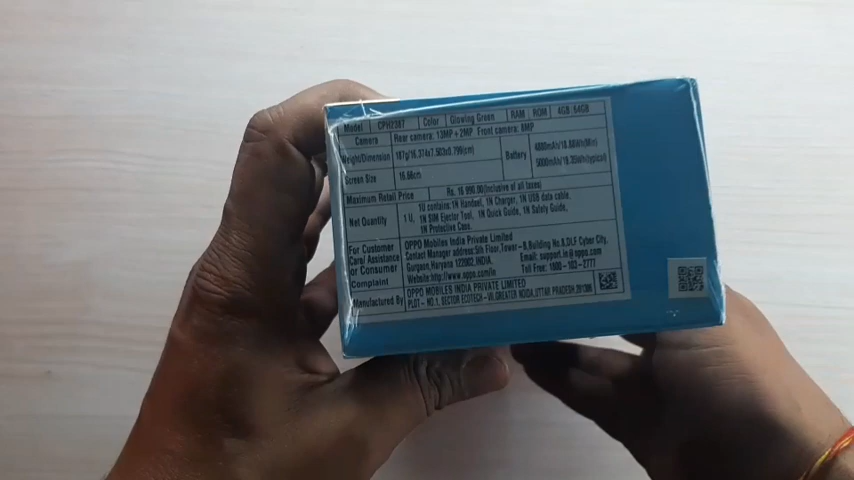 Model CPH2387 Color Glowing Green RAM ROM 4GB 64GB
Camera Rear camera: 13MP+2MP Front Camera: 8MP
Weight/Dimension 187g/16.374x7.503x0.799(cm) Battery 4880mAh/18.88Wh(min)
5000mAh/19.35Wh(typical)
Screen Size 16.56cm
Maximum Retail Price Rs. 16 990.00(inclusive of all taxes)
Net Quantity 1 U, 1U contains:1N Handset, 1N Charger, 1N USB data cable,
1N SIM Ejector Tool, 1N Quick Guide, 1N Safety Guide,
1N Protective Case
For Customer Care/ Assistance or Consumer Complaint
OPPO Mobiles India Private Limited
Contact Manager address:5th Floor,Tower-B,Building No.8,DLF Cyber City,
Gurgaon,Haryana 122002,INDIA Email: support.in@oppo.com
Website:http://www.oppo.com Toll Free: 1800-103-2777
Manufactured by OPPO MOBILES INDIA PRIVATE LIMITED
PLOT- NO.1, SECTOR ECOTECH- VII,GREATER NOIDA,UTTAR PRADESH,